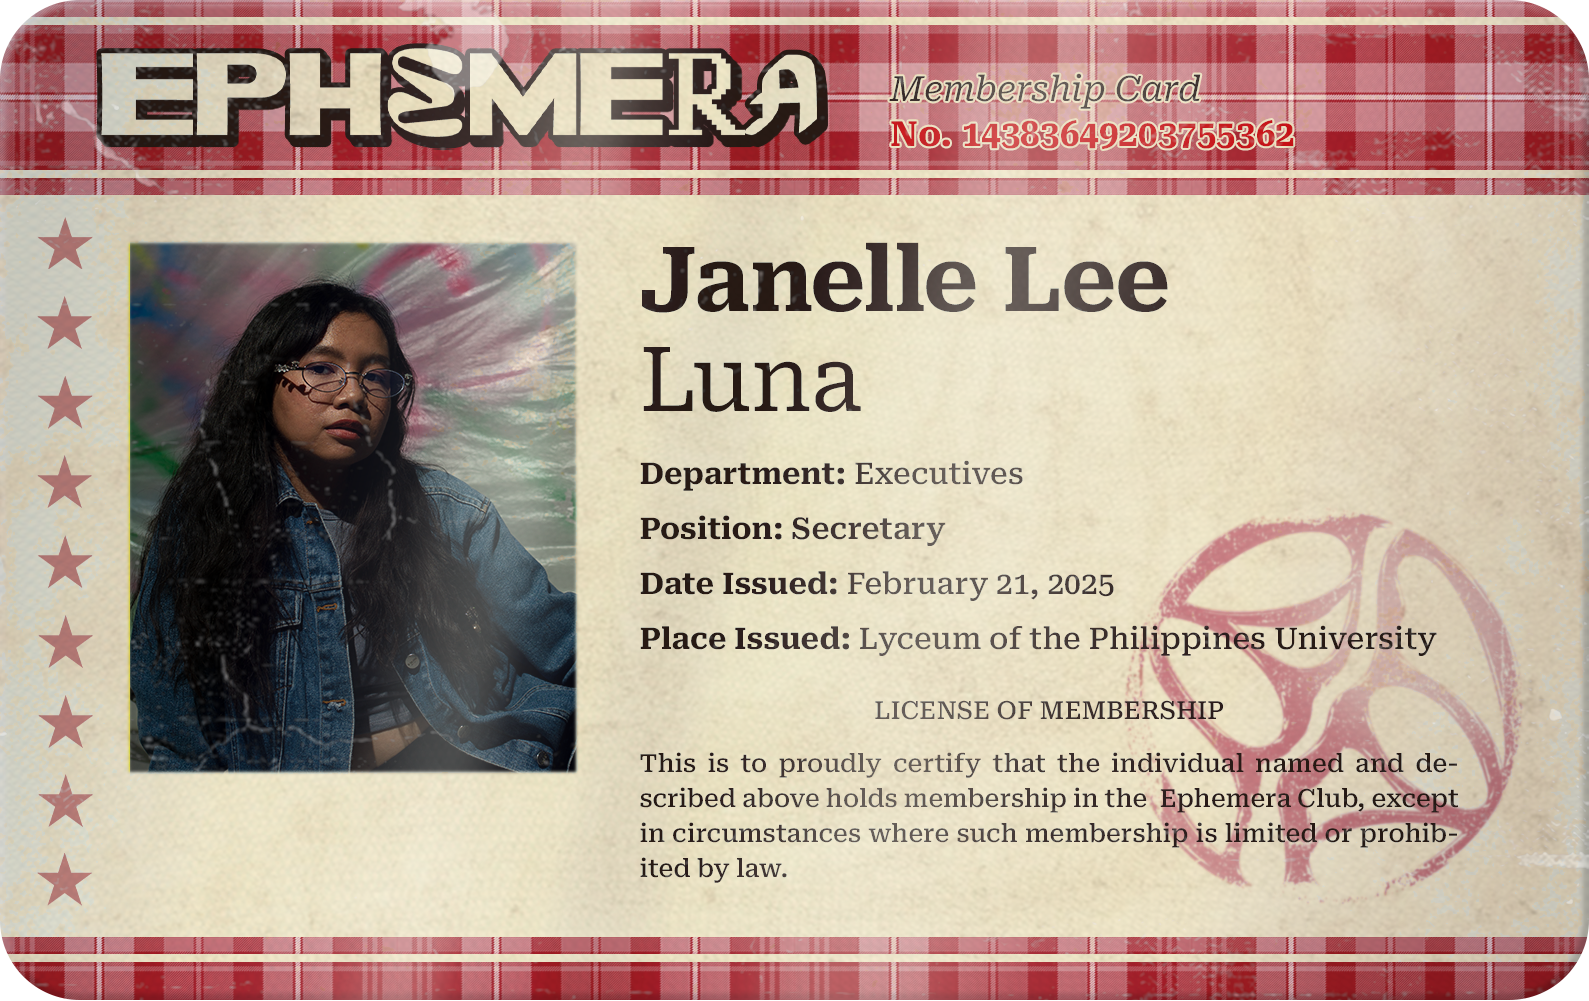 EPHEMERA
Membership Card
No. 14383649203755362
Janelle Lee
Luna
Department: Executives
Position: Secretary
Date Issued: February 21, 2025
Place Issued: Lyceum of the Philippines University
LICENSE OF MEMBERSHIP
This is to proudly certify that the individual named and de-
scribed above holds membership in the Ephemera Club, except
in circumstances where such membership is limited or prohib-
ited by law.